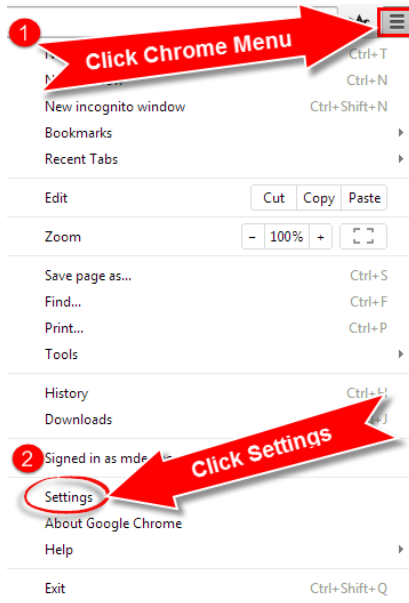 1
Click Chrome Menu
Ctrl+T
Ctrl+N
New incognito window Ctrl+Shift+N
Bookmarks
Recent Tabs
Edit Cut Copy Paste
Zoom - 100% +
Save page as... Ctrl+S
Find... Ctrl+F
Print... Ctrl+P
Tools
History Ctrl+H
Downloads
2
Signed in as
Click Settings
Settings
About Google Chrome
Help
Exit Ctrl+Shift+Q